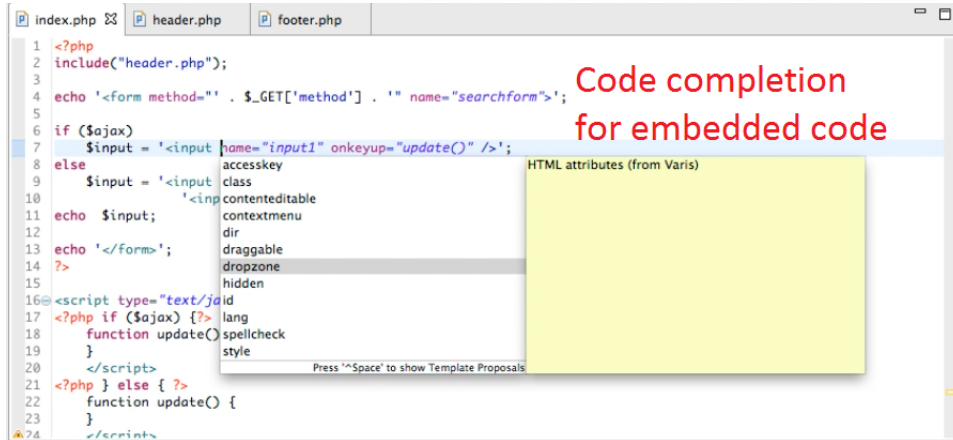 index.php header.php footer.php
1 <?php
2 include("header.php");
3
4 echo '<form method="' . $_GET['method'] . '" name="searchform">';
5
6 if ($ajax)
7 $input = '<input name="input1" onkeyup="update()" />';
8 else
9 $input = '<input
10 '<inp
11 echo $input;
12
13 echo '</form>';
14 ?>
15
16 <script type="text/ja
17 <?php if ($ajax) {?>
18 function update()
19 }
20 </script>
21 <?php } else { ?>
22 function update() {
23 }
24 </script>
Code completion
for embedded code
accesskey
class
contenteditable
contextmenu
dir
draggable
dropzone
hidden
id
lang
spellcheck
style
Press '^Space' to show Template Proposals
HTML attributes (from Varis)